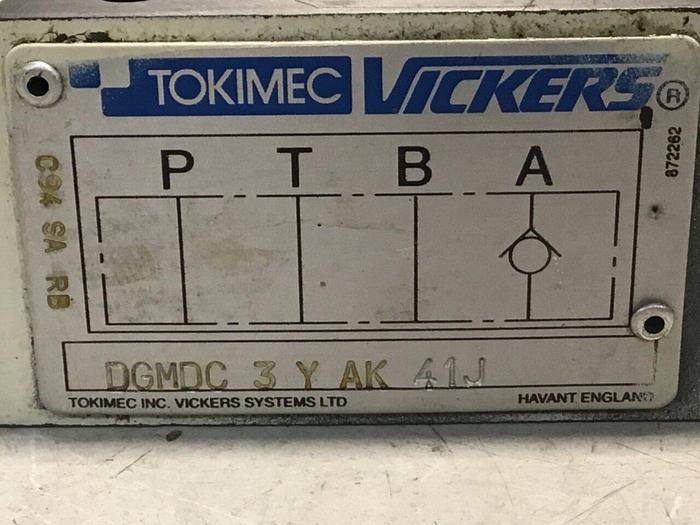 TOKIMEC VICKERS ®
P T B A
872262
C94 SA RB
DGMDC 3 Y AK 41J
TOKIMEC INC. VICKERS SYSTEMS LTD HAVANT ENGLAND